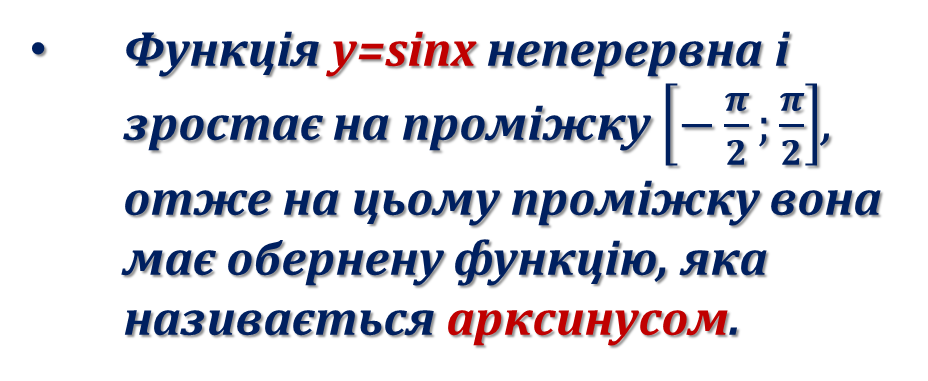 • Функція y=sinx неперервна і
зростає на проміжку [−π/2 ; π/2],
отже на цьому проміжку вона
має обернену функцію, яка
називається арксинусом.